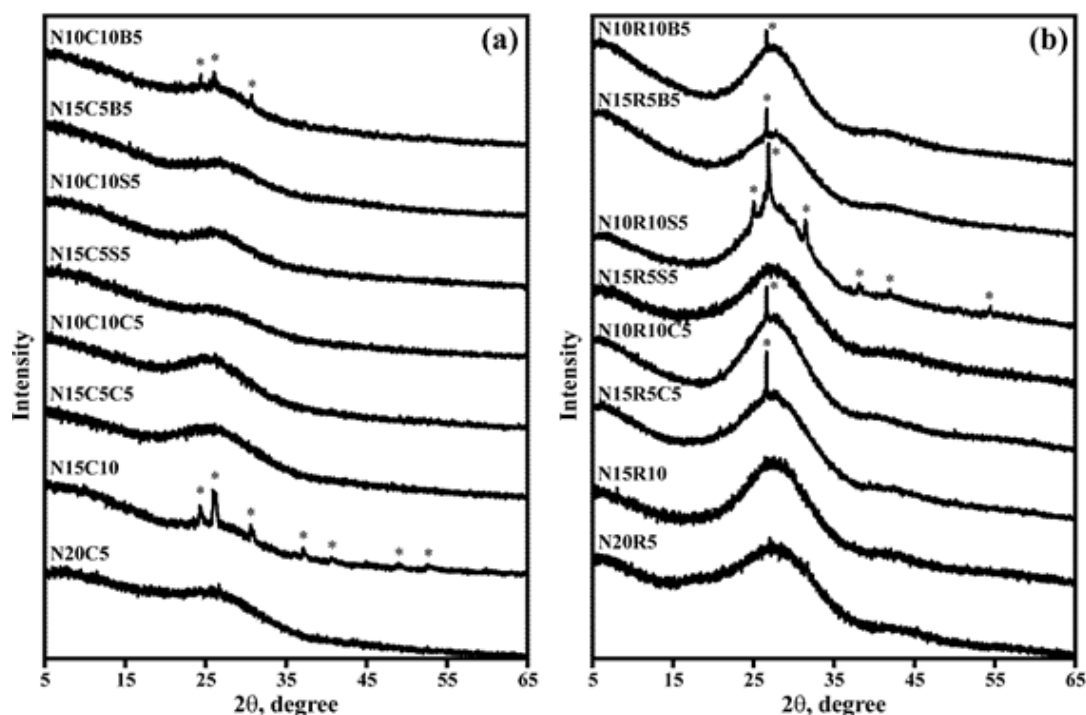 (a)
N10C10B5
* * *
N15C5B5
N10C10S5
N15C5S5
N10C10C5
N15C5C5
N15C10
* * * * * * *
N20C5
Intensity
5 15 25 35 45 55 65
2θ, degree
(b)
N10R10B5
*
N15R5B5
*
N10R10S5
* * * * * *
N15R5S5
N10R10C5
*
N15R5C5
*
N15R10
N20R5
Intensity
5 15 25 35 45 55 65
2θ, degree